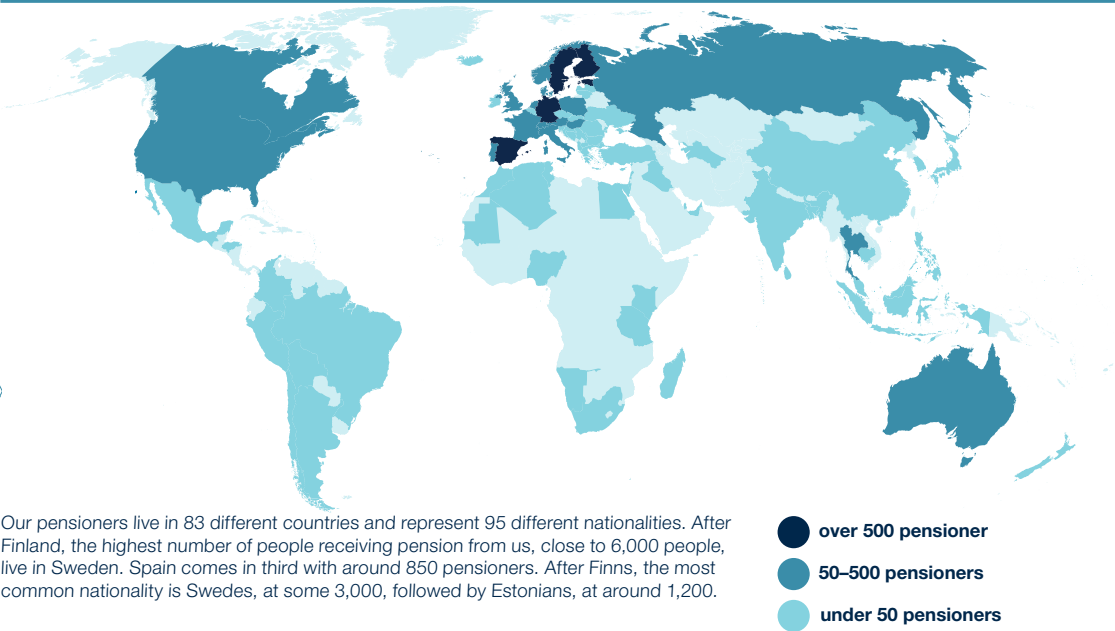 Our pensioners live in 83 different countries and represent 95 different nationalities. After
Finland, the highest number of people receiving pension from us, close to 6,000 people,
live in Sweden. Spain comes in third with around 850 pensioners. After Finns, the most
common nationality is Swedes, at some 3,000, followed by Estonians, at around 1,200.
over 500 pensioner
50–500 pensioners
under 50 pensioners